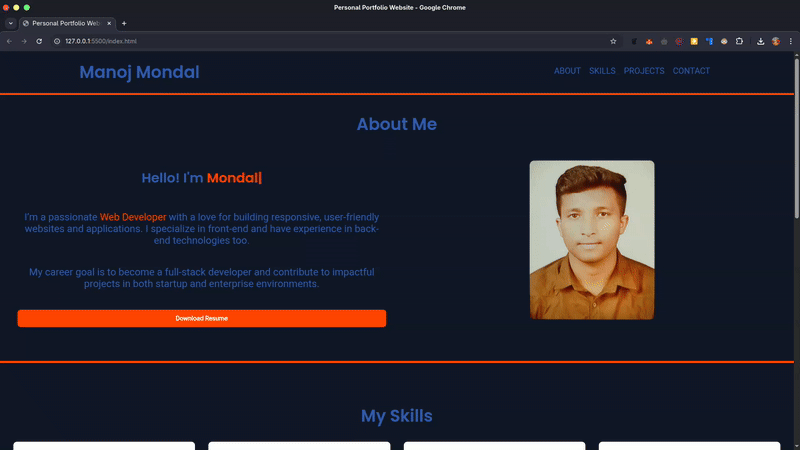 Personal Portfolio Website - Google Chrome
Personal Portfolio Websit
127.0.0.1:5500/index.html
Manoj Mondal
ABOUT SKILLS PROJECTS CONTACT
About Me
Hello! I'm Mondal|
I'm a passionate Web Developer with a love for building responsive, user-friendly
websites and applications. I specialize in front-end and have experience in back-
end technologies too.
My career goal is to become a full-stack developer and contribute to impactful
projects in both startup and enterprise environments.
Download Resume
My Skills